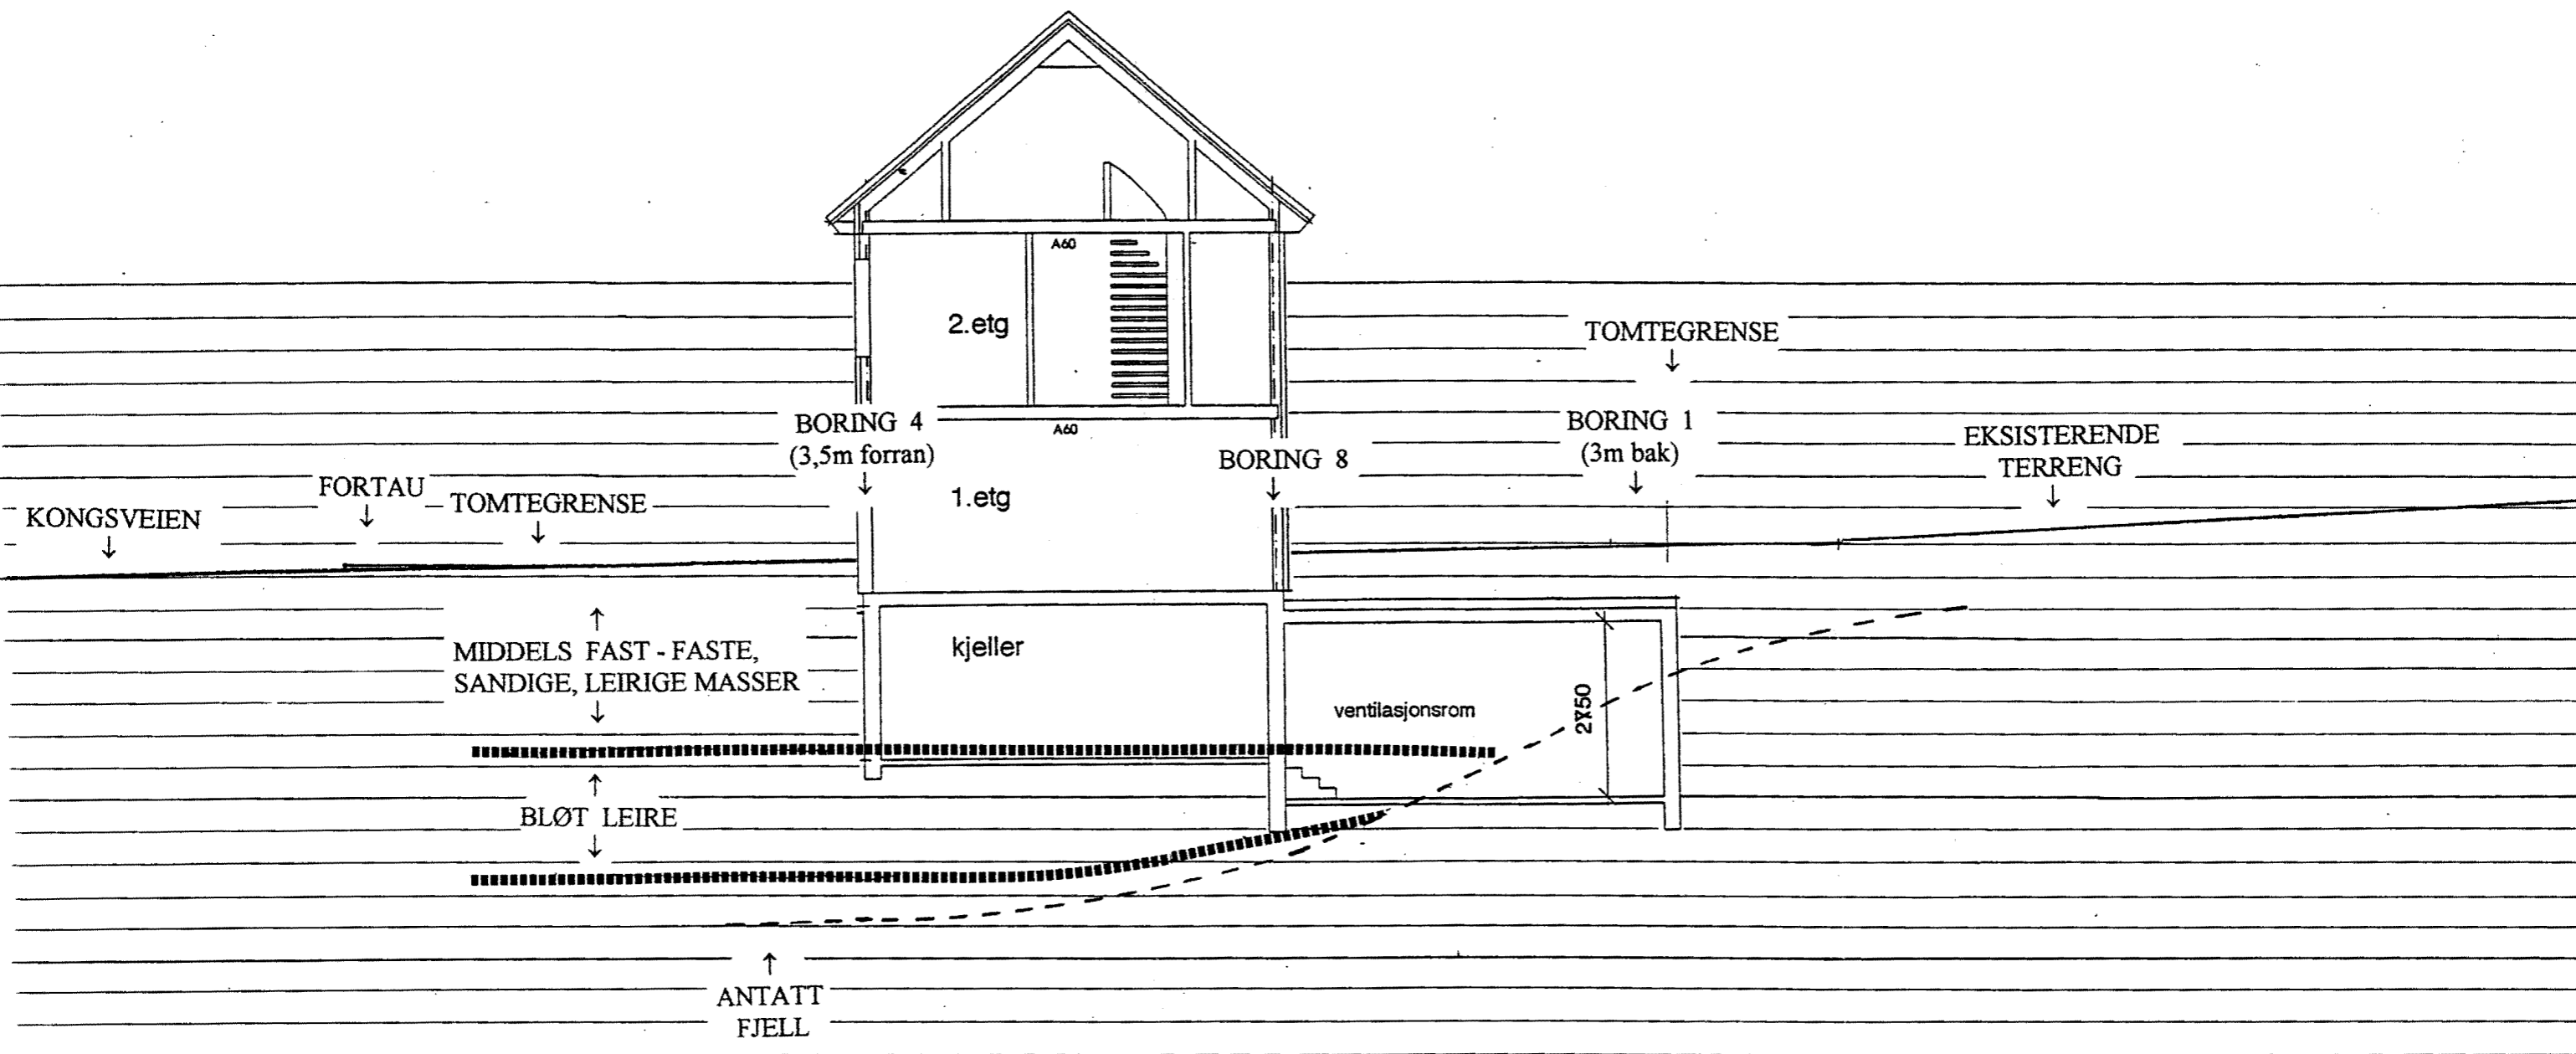 A60
2.etg
TOMTEGRENSE
BORING 4
(3,5m forran)
A60
BORING 8
BORING 1
(3m bak)
EKSISTERENDE
TERRENG
KONGSVEIEN
FORTAU
TOMTEGRENSE
1.etg
MIDDELS FAST - FASTE,
SANDIGE, LEIRIGE MASSER
kjeller
ventilasjonsrom
BLØT LEIRE
ANTATT
FJELL